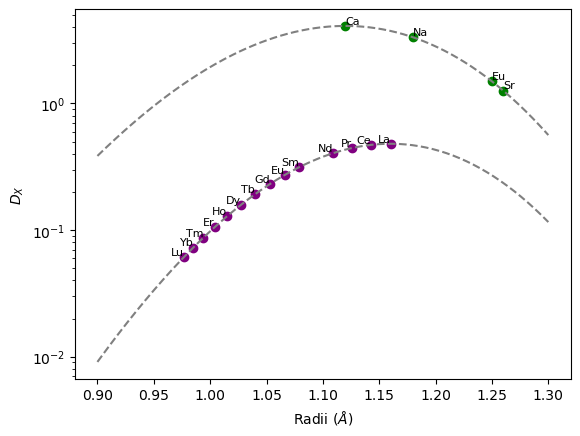 Ca
Na
Eu
Sr
10⁰
La
Ce
Pr
Nd
Sm
Eu
Gd
Tb
Dy
Ho
Er
Tm
Yb
Lu
10⁻¹
10⁻²
D_X
0.90 0.95 1.00 1.05 1.10 1.15 1.20 1.25 1.30
Radii (Å)